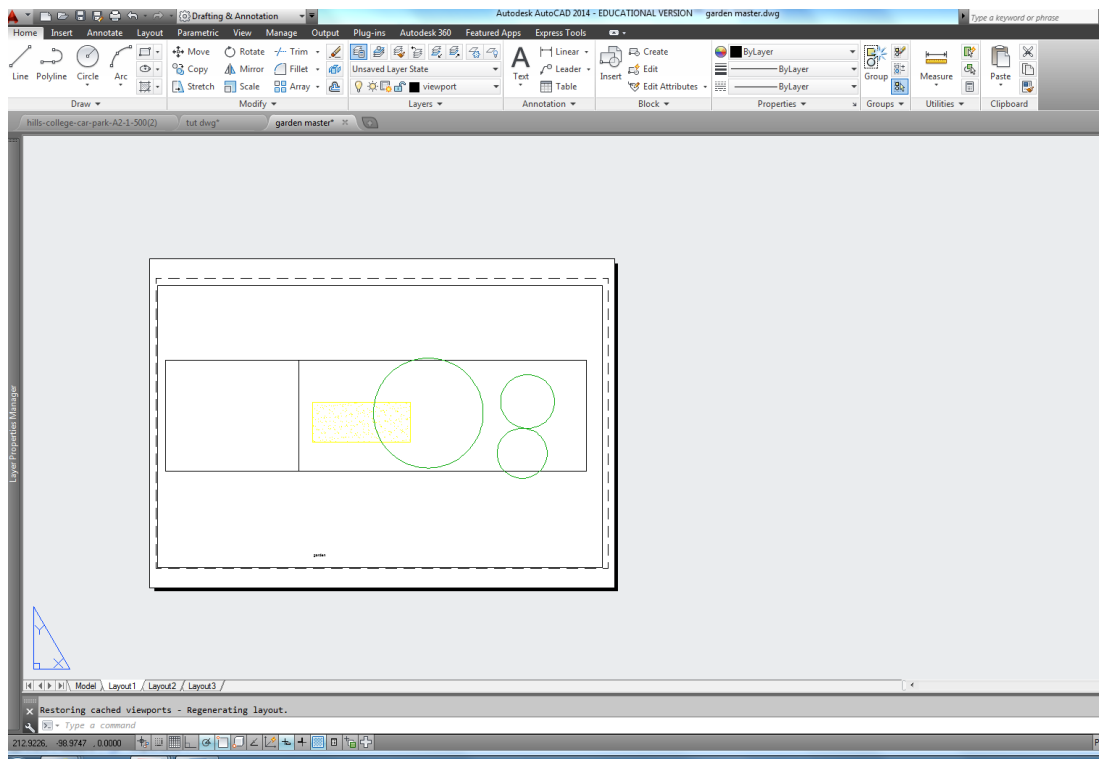 Drafting & Annotation
Autodesk AutoCAD 2014 - EDUCATIONAL VERSION garden master.dwg
Type a keyword or phrase
Home Insert Annotate Layout Parametric View Manage Output Plug-ins Autodesk 360 Featured Apps Express Tools
Move Rotate Trim Linear Create ByLayer
Copy Mirror Fillet Unsaved Layer State Leader Edit ByLayer
Line Polyline Circle Arc Text Insert Group Measure Paste
Stretch Scale Array viewport Table Edit Attributes ByLayer
Draw Modify Layers Annotation Block Properties Groups Utilities Clipboard
hills-college-car-park-A2-1-500(2) tut dwg* garden master*
Layer Properties Manager
garden
Y
X
Model Layout1 Layout2 Layout3
Restoring cached viewports - Regenerating layout.
Type a command
212.9226, -98.9747 , 0.0000
P